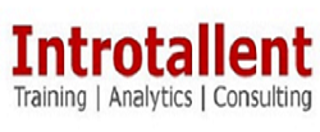 Introtallent
Training | Analytics | Consulting